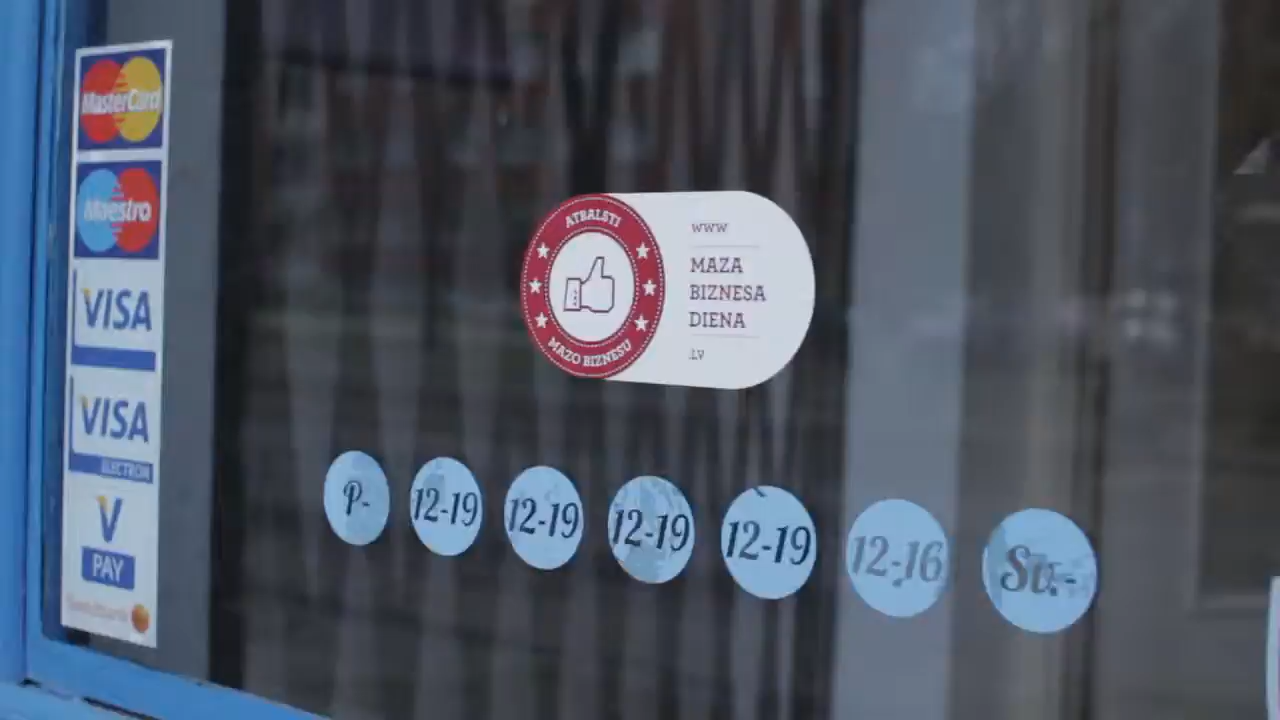 MasterCard
Maestro
VISA
VISA
ELECTRON
V
PAY
Swedbank
ATBALSTI
MAZO BIZNESU
www
MAZA
BIZNESA
DIENA
.LV
P-
12-19
12-19
12-19
12-19
12-16
Sv.-